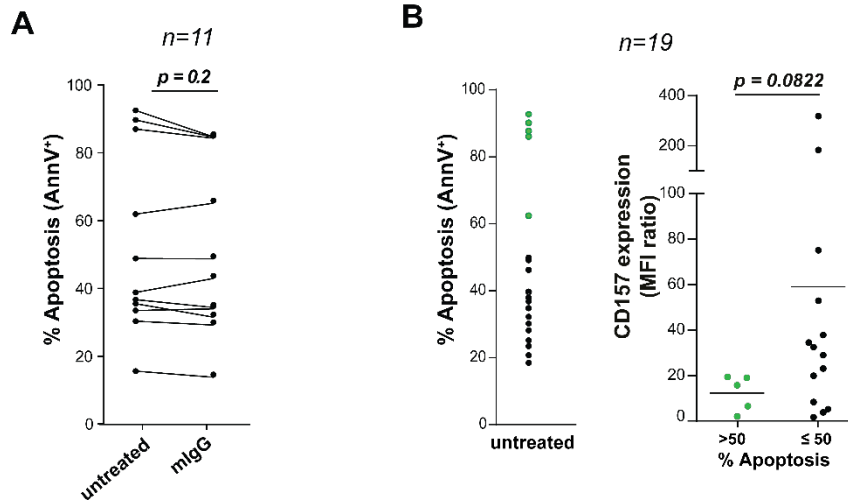 A
n=11
p = 0.2
% Apoptosis (AnnV⁺)
100
80
60
40
20
0
untreated
mIgG
B
n=19
% Apoptosis (AnnV⁺)
100
80
60
40
20
0
untreated
p = 0.0822
CD157 expression
(MFI ratio)
400
200
100
80
60
40
20
0
>50
≤ 50
% Apoptosis